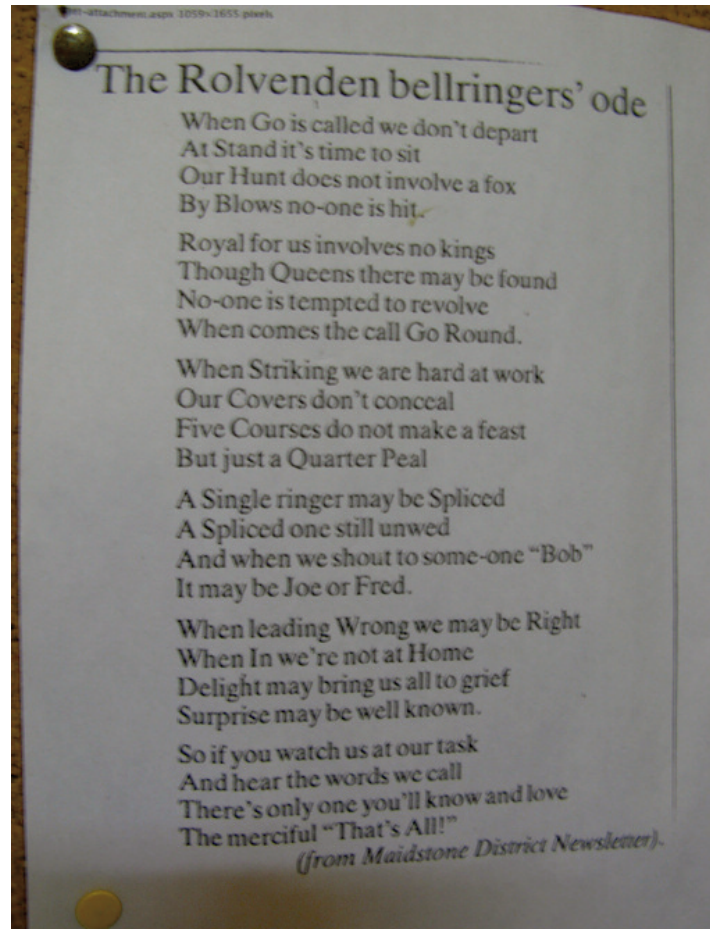 -attachment.aspx 1059×1655 pixels
The Rolvenden bellringers' ode
When Go is called we don't depart
At Stand it's time to sit
Our Hunt does not involve a fox
By Blows no-one is hit.
Royal for us involves no kings
Though Queens there may be found
No-one is tempted to revolve
When comes the call Go Round.
When Striking we are hard at work
Our Covers don't conceal
Five Courses do not make a feast
But just a Quarter Peal
A Single ringer may be Spliced
A Spliced one still unwed
And when we shout to some-one "Bob"
It may be Joe or Fred.
When leading Wrong we may be Right
When In we're not at Home
Delight may bring us all to grief
Surprise may be well known.
So if you watch us at our task
And hear the words we call
There's only one you'll know and love
The merciful "That's All!"
(from Maidstone District Newsletter).